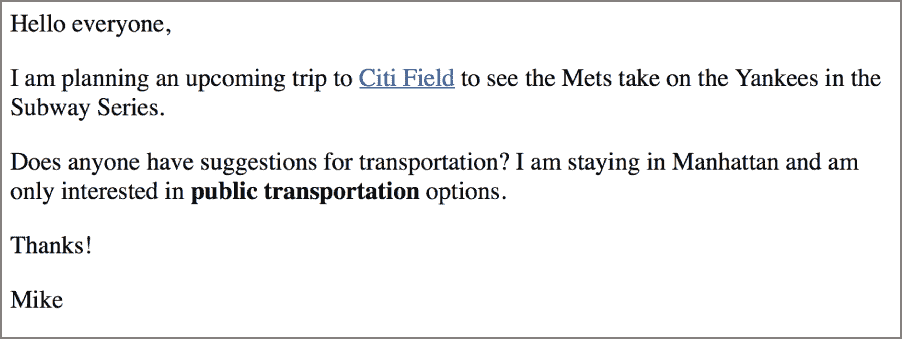 Hello everyone,
I am planning an upcoming trip to Citi Field to see the Mets take on the Yankees in the
Subway Series.
Does anyone have suggestions for transportation? I am staying in Manhattan and am
only interested in public transportation options.
Thanks!
Mike